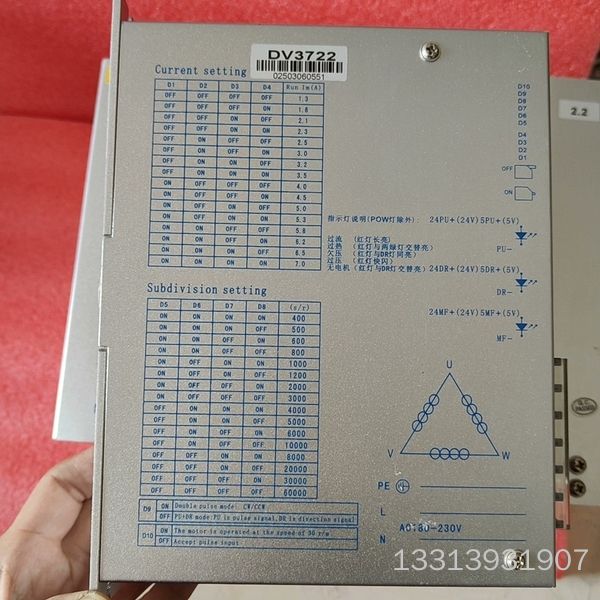 DV3722
02503060551
Current setting
D1 D2 D3 D4 Run Im(A)
OFF OFF OFF OFF 1.3
OFF OFF OFF ON 1.6
OFF OFF ON OFF 2.1
OFF OFF ON ON 2.3
OFF ON OFF OFF 2.5
OFF ON OFF ON 3.0
OFF ON ON OFF 3.2
OFF ON ON ON 3.5
ON OFF OFF OFF 4.0
ON OFF OFF ON 4.5
ON OFF ON OFF 5.0
ON OFF ON ON 5.3
ON ON OFF OFF 5.8
ON ON OFF ON 6.2
ON ON ON OFF 6.5
ON ON ON ON 7.0
D10
D9
D8
D7
D6
D5
D4
D3
D2
D1
OFF
ON
2.2
指示灯说明(POW灯除外):
过流 (红灯长亮)
过热 (红灯与两绿灯交替亮)
欠压 (红灯与DR灯同亮)
过压 (红灯快闪)
无电机(红灯与DR灯交替亮)
24PU+(24V)5PU+(5V)
PU-
24DR+(24V)5DR+(5V)
DR-
24MF+(24V)5MF+(5V)
MF-
Subdivision setting
D5 D6 D7 D8 (s/r)
ON ON ON ON 400
ON ON ON OFF 500
ON ON OFF ON 600
ON ON OFF OFF 800
ON OFF ON ON 1000
ON OFF ON OFF 1200
ON OFF OFF ON 2000
ON OFF OFF OFF 3000
OFF ON ON ON 4000
OFF ON ON OFF 5000
OFF ON OFF ON 6000
OFF ON OFF OFF 10000
OFF OFF ON ON 8000
OFF OFF ON OFF 20000
OFF OFF OFF ON 30000
OFF OFF OFF OFF 60000
U
V
W
PE
L
AC180-230V
N
D9 ON Double pulse mode: CW/CCW
OFF PU+DR mode:PU is pulse signal,DR is direction signal
D10 ON The motor is operated at the speed of 30 r/m
OFF Accept pulse input
13313931907